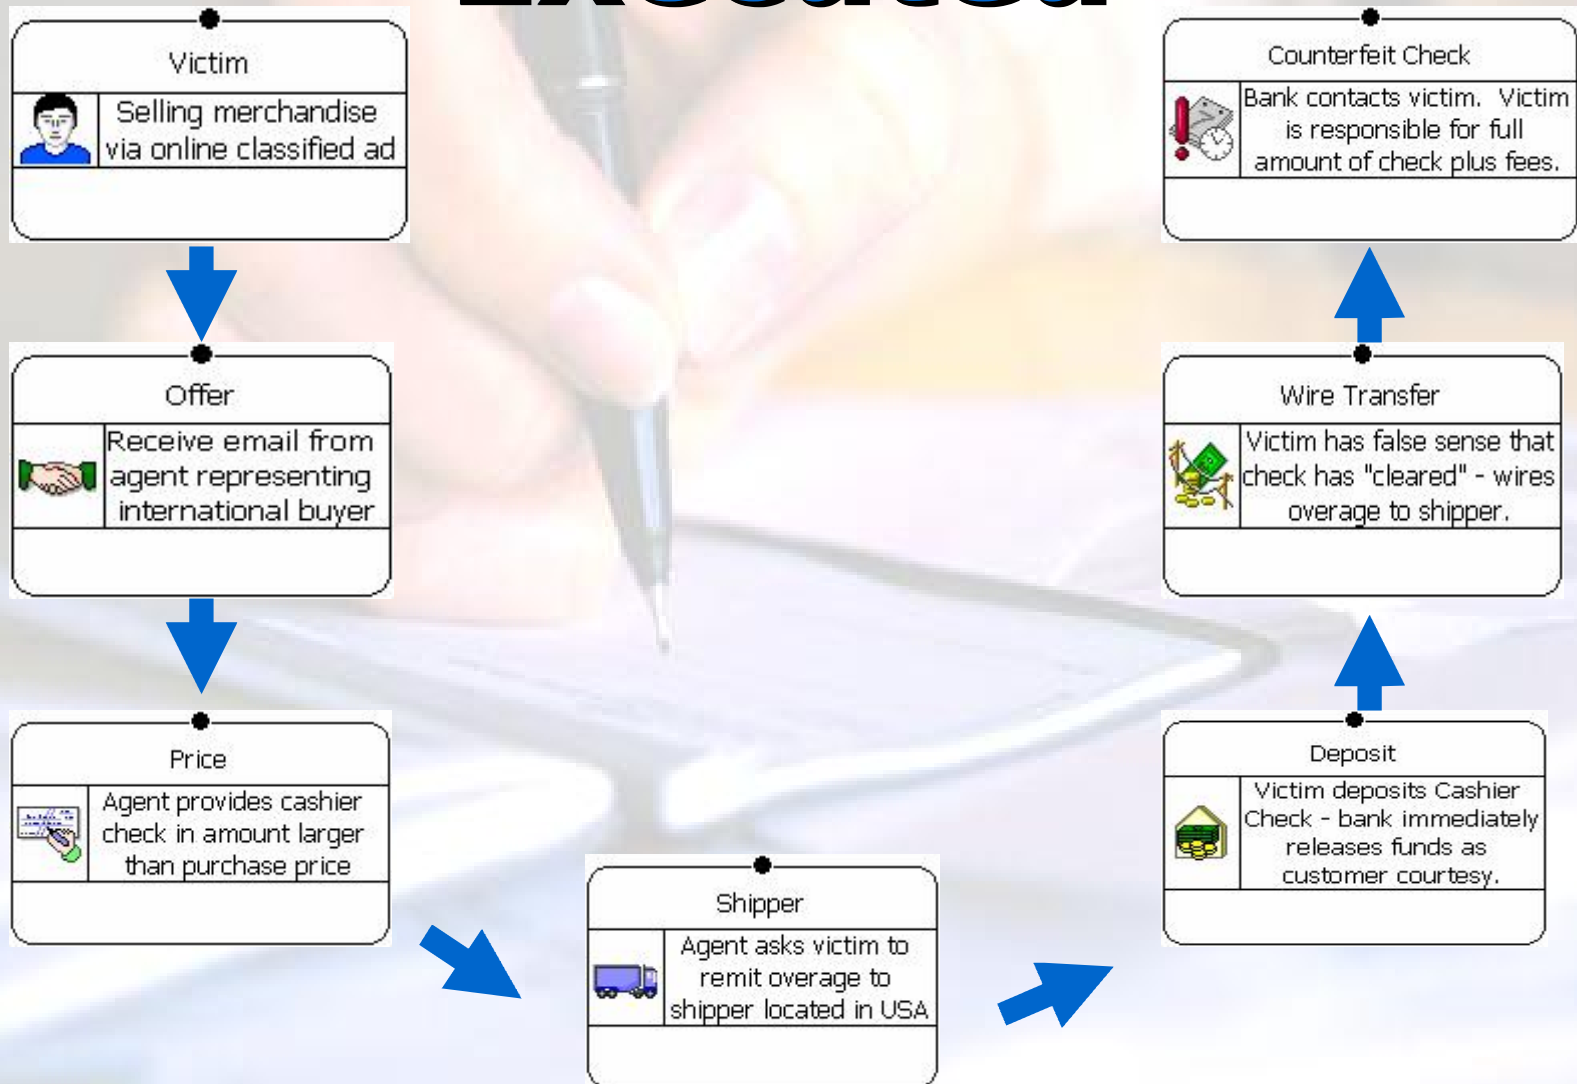 Executed
Victim
Selling merchandise
via online classified ad
Offer
Receive email from
agent representing
international buyer
Price
Agent provides cashier
check in amount larger
than purchase price
Shipper
Agent asks victim to
remit overage to
shipper located in USA
Deposit
Victim deposits Cashier
Check - bank immediately
releases funds as
customer courtesy.
Wire Transfer
Victim has false sense that
check has "cleared" - wires
overage to shipper.
Counterfeit Check
Bank contacts victim.  Victim
is responsible for full
amount of check plus fees.